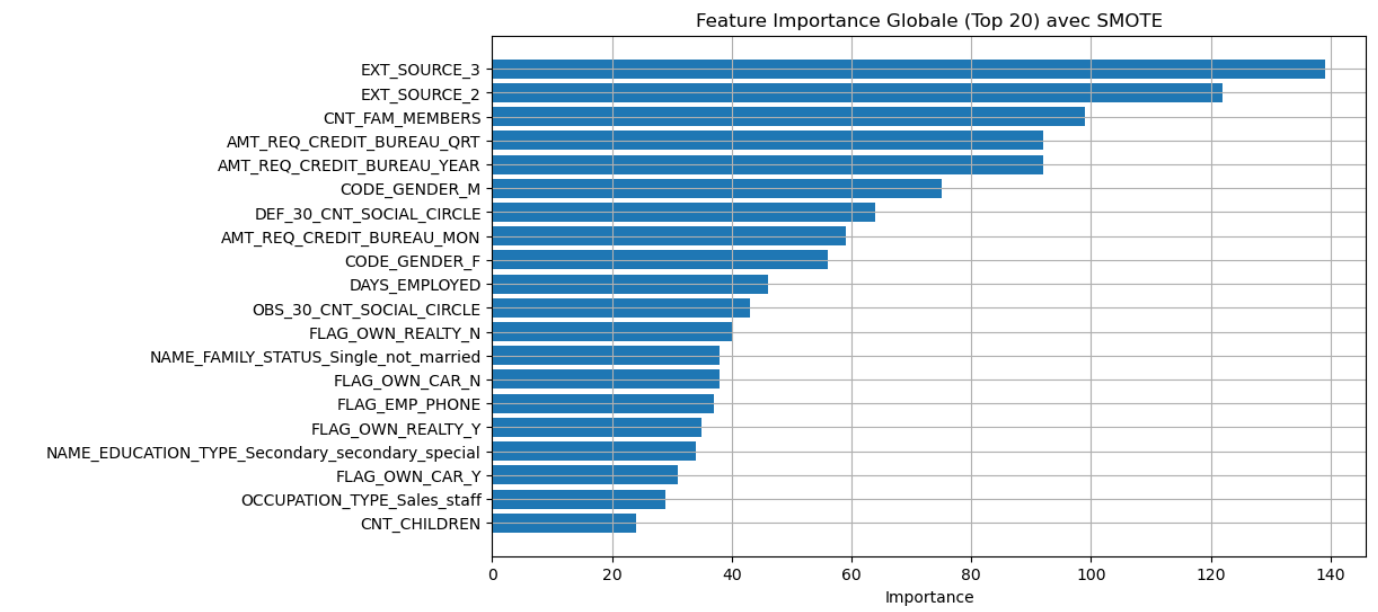 Feature Importance Globale (Top 20) avec SMOTE
EXT_SOURCE_3
EXT_SOURCE_2
CNT_FAM_MEMBERS
AMT_REQ_CREDIT_BUREAU_QRT
AMT_REQ_CREDIT_BUREAU_YEAR
CODE_GENDER_M
DEF_30_CNT_SOCIAL_CIRCLE
AMT_REQ_CREDIT_BUREAU_MON
CODE_GENDER_F
DAYS_EMPLOYED
OBS_30_CNT_SOCIAL_CIRCLE
FLAG_OWN_REALTY_N
NAME_FAMILY_STATUS_Single_not_married
FLAG_OWN_CAR_N
FLAG_EMP_PHONE
FLAG_OWN_REALTY_Y
NAME_EDUCATION_TYPE_Secondary_secondary_special
FLAG_OWN_CAR_Y
OCCUPATION_TYPE_Sales_staff
CNT_CHILDREN
0 20 40 60 80 100 120 140
Importance